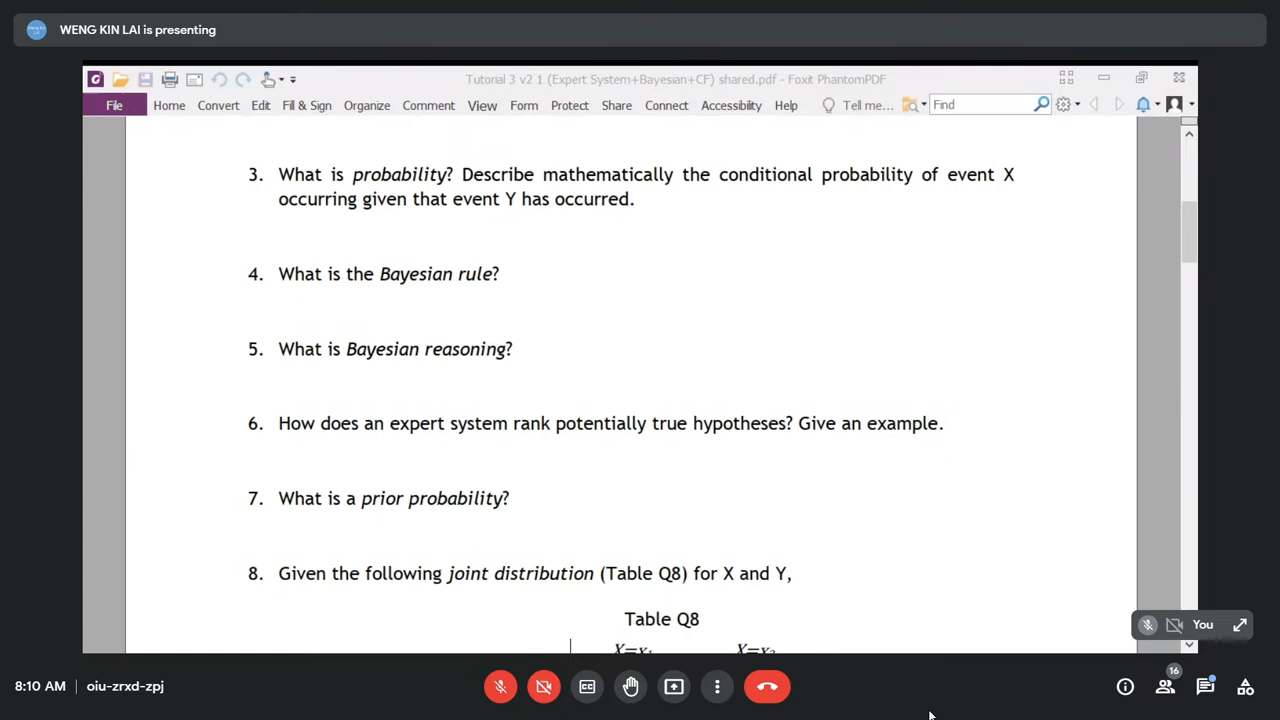 WENG KIN LAI is presenting
Tutorial 3 v2 1 (Expert System+Bayesian+CF) shared.pdf - Foxit PhantomPDF
File Home Convert Edit Fill & Sign Organize Comment View Form Protect Share Connect Accessibility Help Tell me... Find
3. What is probability? Describe mathematically the conditional probability of event X
occurring given that event Y has occurred.
4. What is the Bayesian rule?
5. What is Bayesian reasoning?
6. How does an expert system rank potentially true hypotheses? Give an example.
7. What is a prior probability?
8. Given the following joint distribution (Table Q8) for X and Y,
Table Q8
You
16
8:10 AM | oiu-zrxd-zpj